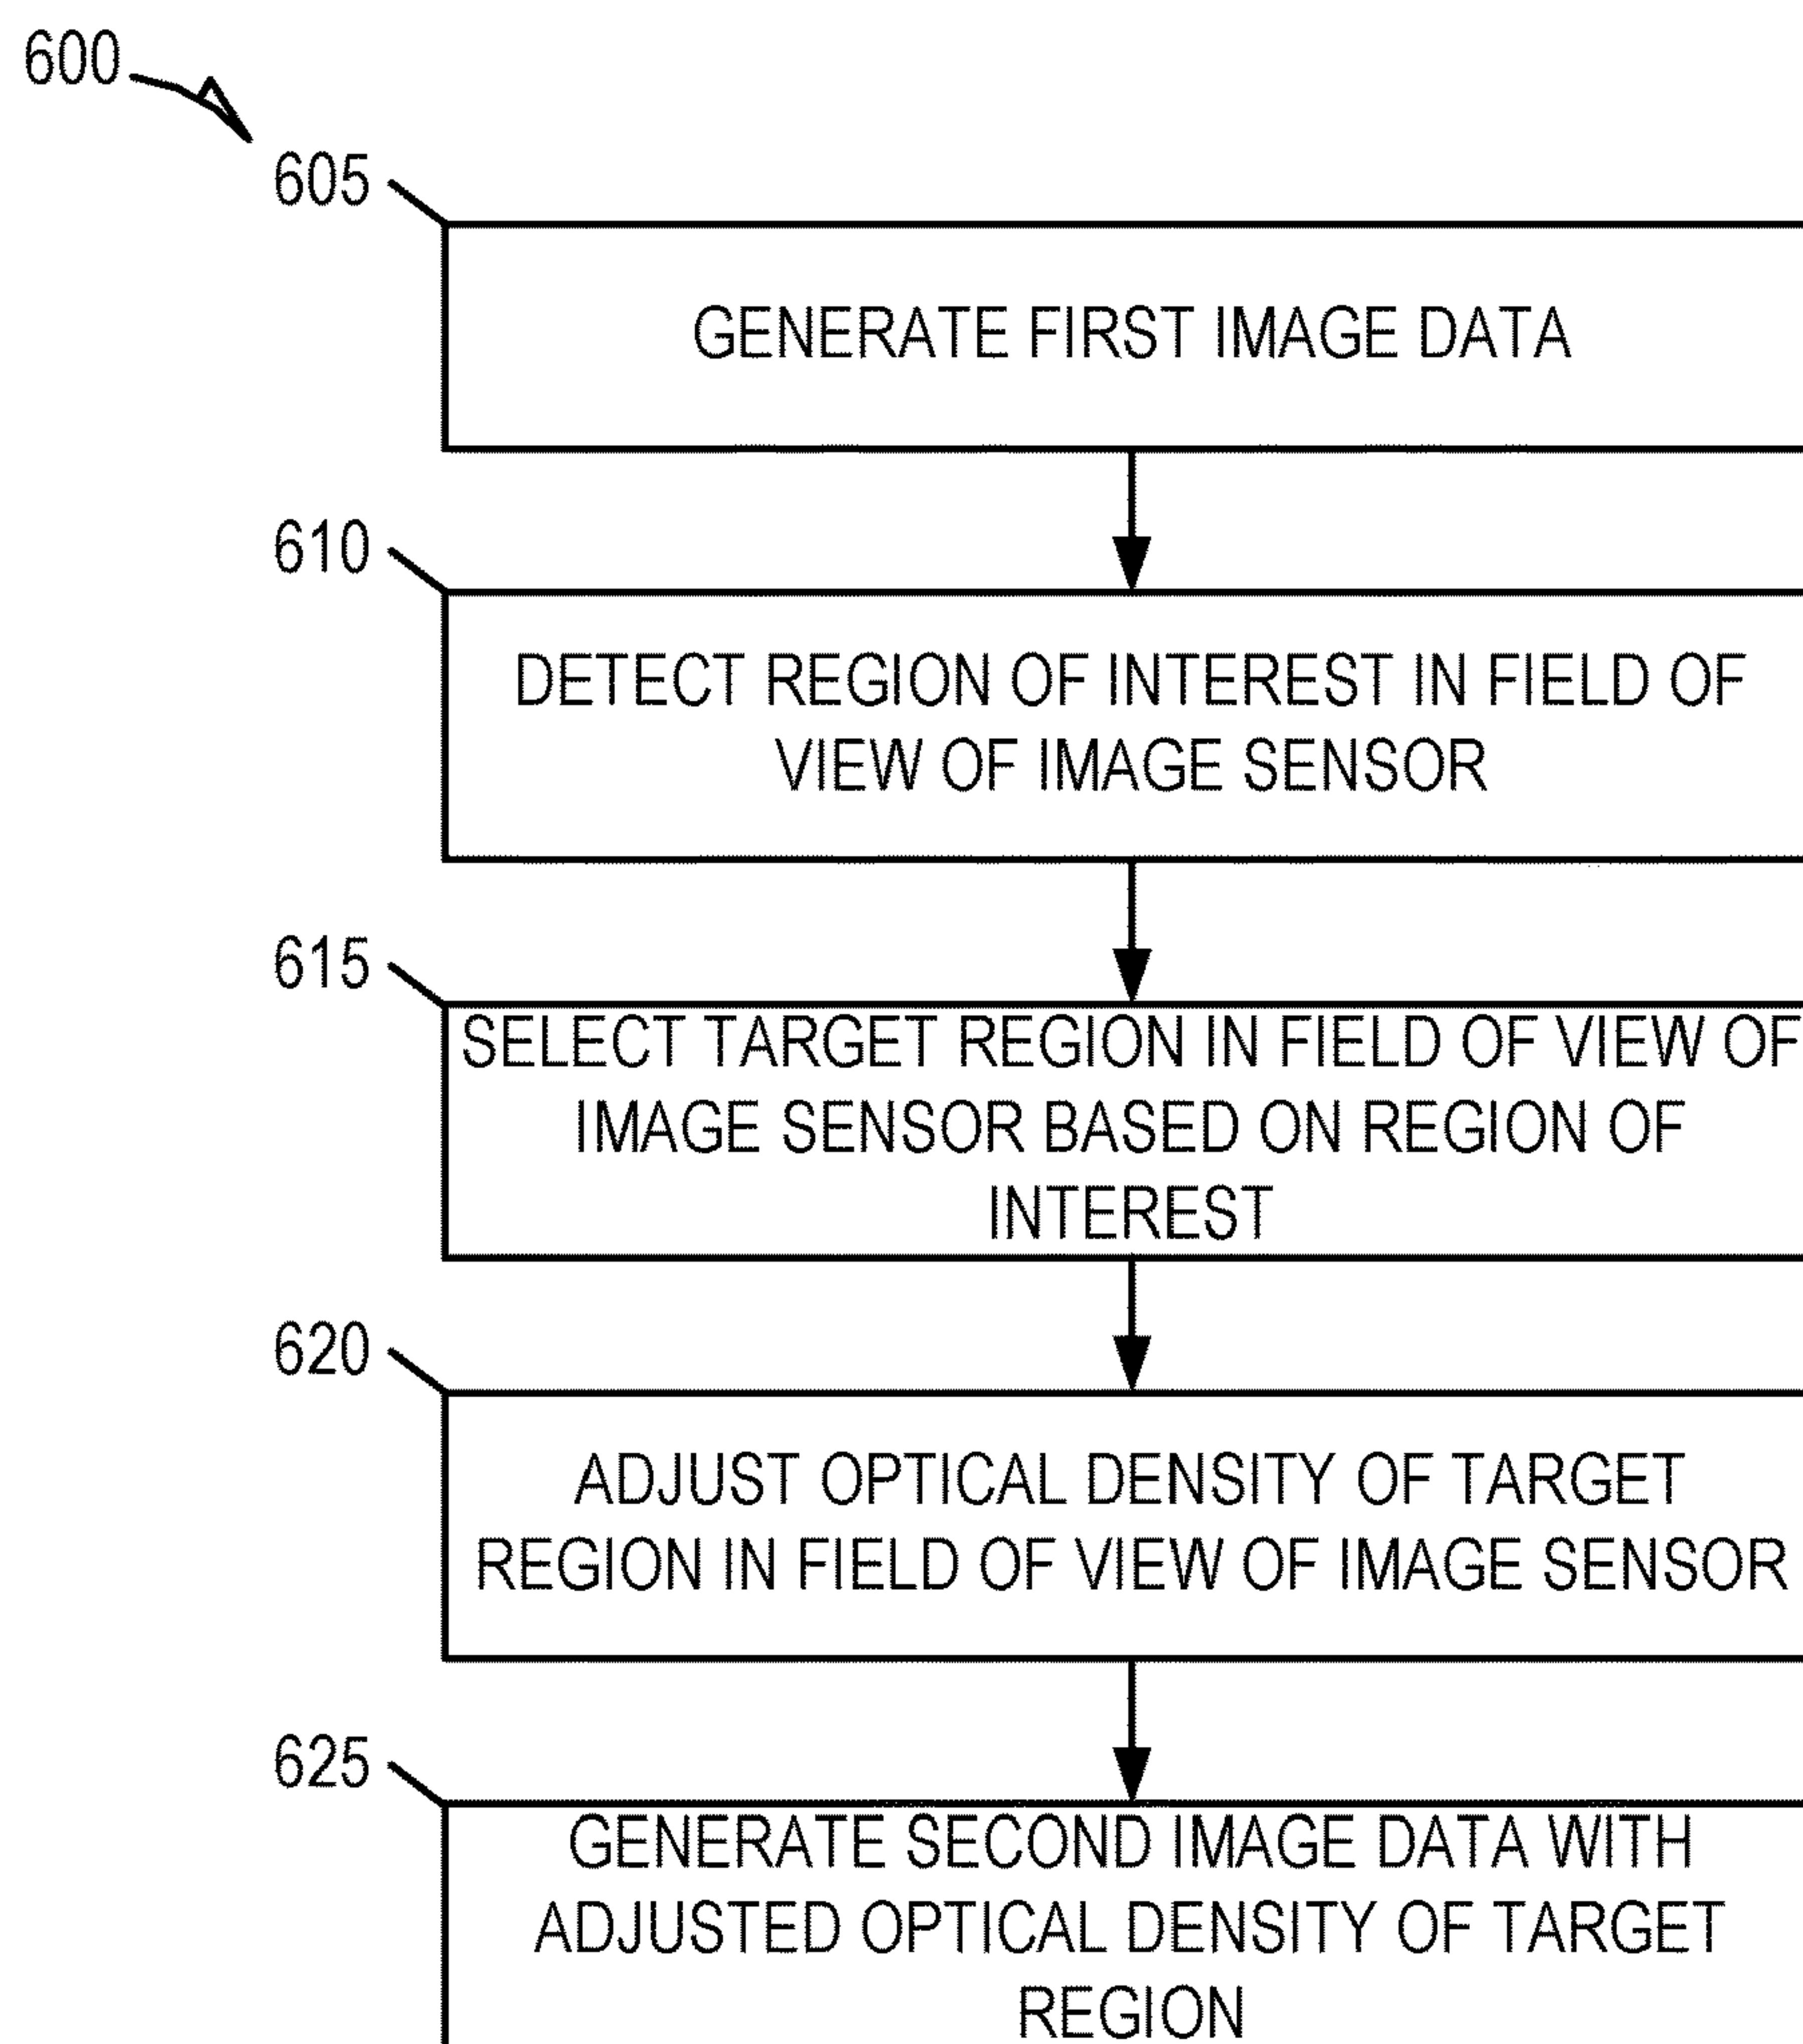 600
605
GENERATE FIRST IMAGE DATA
610
DETECT REGION OF INTEREST IN FIELD OF
VIEW OF IMAGE SENSOR
615
SELECT TARGET REGION IN FIELD OF VIEW OF
IMAGE SENSOR BASED ON REGION OF
INTEREST
620
ADJUST OPTICAL DENSITY OF TARGET
REGION IN FIELD OF VIEW OF IMAGE SENSOR
625
GENERATE SECOND IMAGE DATA WITH
ADJUSTED OPTICAL DENSITY OF TARGET
REGION